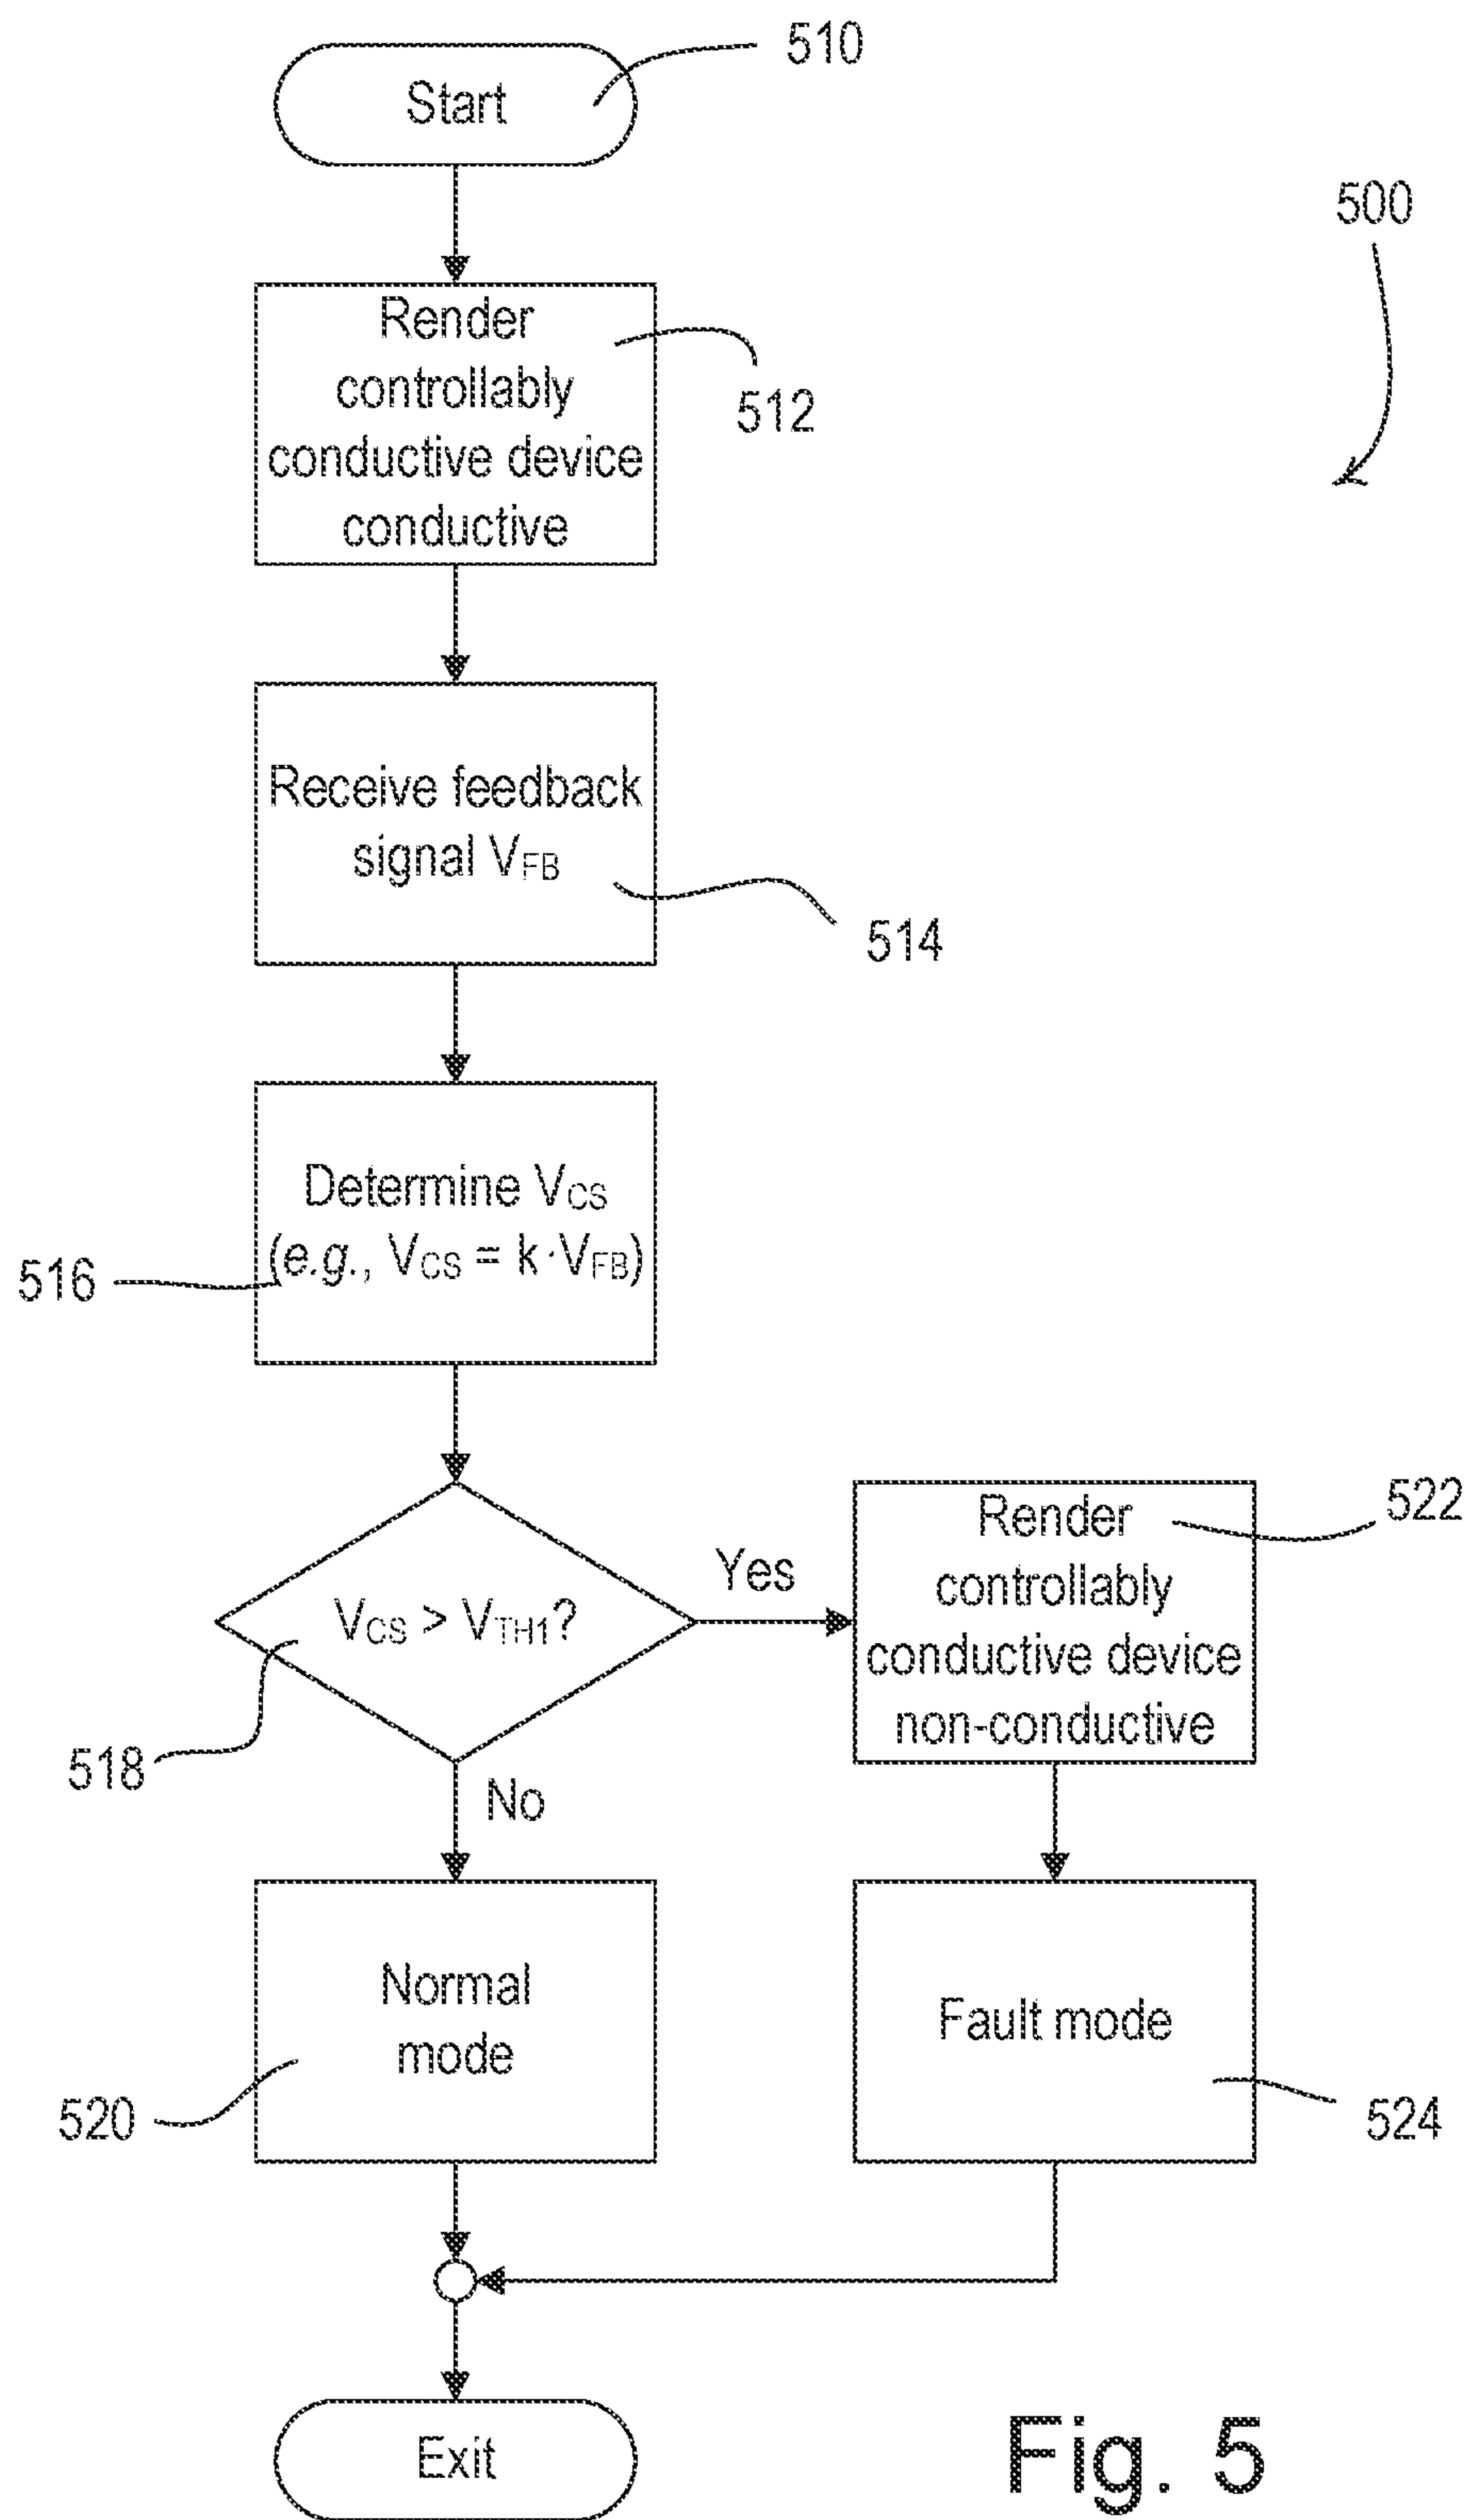 Start
510
500
Render
controllably
conductive device
conductive
512
Receive feedback
signal VFB
514
Determine VCS
(e.g., VCS = k·VFB)
516
VCS > VTH1?
518
Yes
No
Render
controllably
conductive device
non-conductive
522
Normal
mode
520
Fault mode
524
Exit
Fig. 5